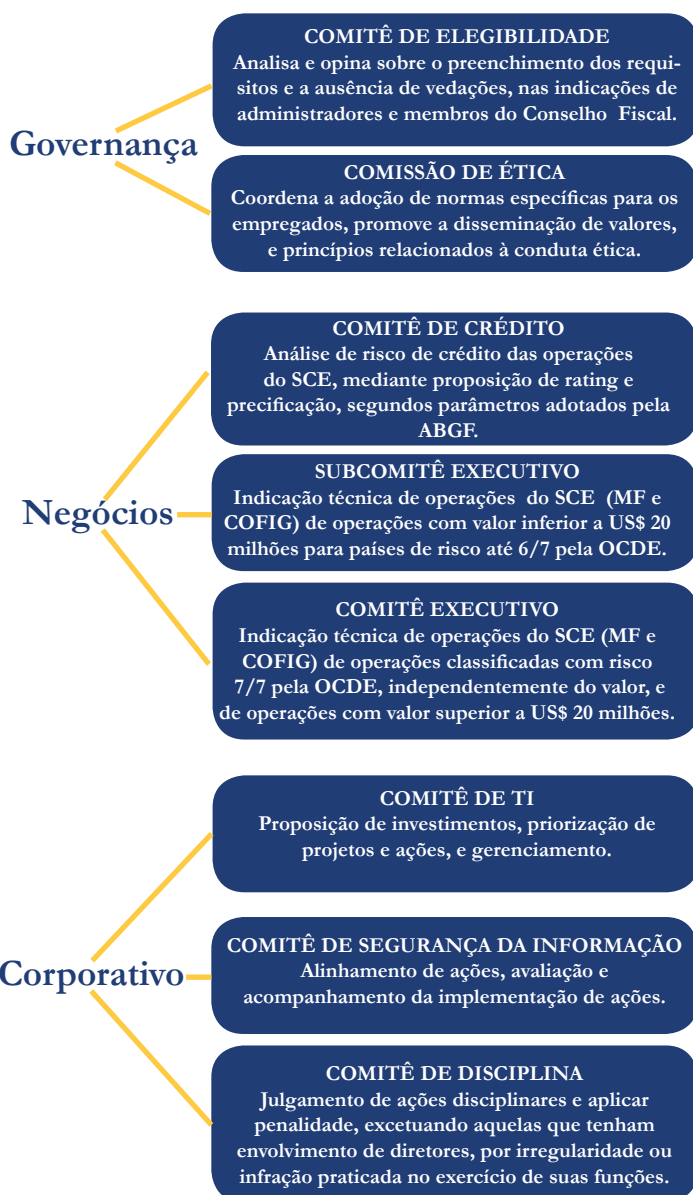 Governança
COMITÊ DE ELEGIBILIDADE
Analisa e opina sobre o preenchimento dos requi-
sitos e a ausência de vedações, nas indicações de
administradores e membros do Conselho Fiscal.
COMISSÃO DE ÉTICA
Coordena a adoção de normas específicas para os
empregados, promove a disseminação de valores,
e princípios relacionados à conduta ética.
Negócios
COMITÊ DE CRÉDITO
Análise de risco de crédito das operações
do SCE, mediante proposição de rating e
precificação, segundos parâmetros adotados pela
ABGF.
SUBCOMITÊ EXECUTIVO
Indicação técnica de operações do SCE (MF e
COFIG) de operações com valor inferior a US$ 20
milhões para países de risco até 6/7 pela OCDE.
COMITÊ EXECUTIVO
Indicação técnica de operações do SCE (MF e
COFIG) de operações classificadas com risco
7/7 pela OCDE, independentemente do valor, e
de operações com valor superior a US$ 20 milhões.
Corporativo
COMITÊ DE TI
Proposição de investimentos, priorização de
projetos e ações, e gerenciamento.
COMITÊ DE SEGURANÇA DA INFORMAÇÃO
Alinhamento de ações, avaliação e
acompanhamento da implementação de ações.
COMITÊ DE DISCIPLINA
Julgamento de ações disciplinares e aplicar
penalidade, excetuando aquelas que tenham
envolvimento de diretores, por irregularidade ou
infração praticada no exercício de suas funções.